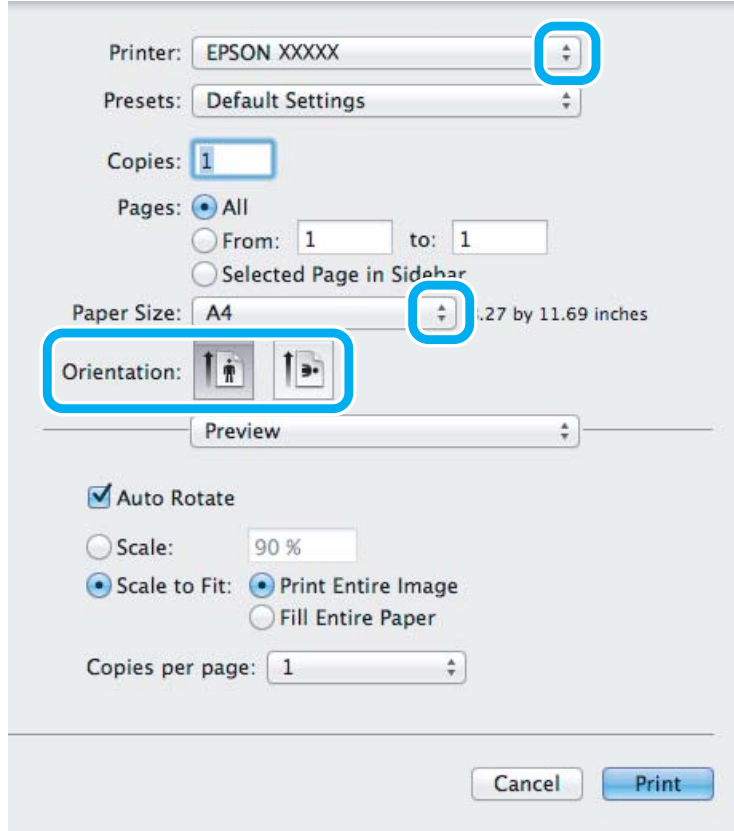 Printer: EPSON XXXXX
Presets: Default Settings
Copies: 1
Pages: All
From: 1 to: 1
Selected Page in Sidebar
Paper Size: A4 .27 by 11.69 inches
Orientation:
Preview
Auto Rotate
Scale: 90 %
Scale to Fit: Print Entire Image
Fill Entire Paper
Copies per page: 1
Cancel Print